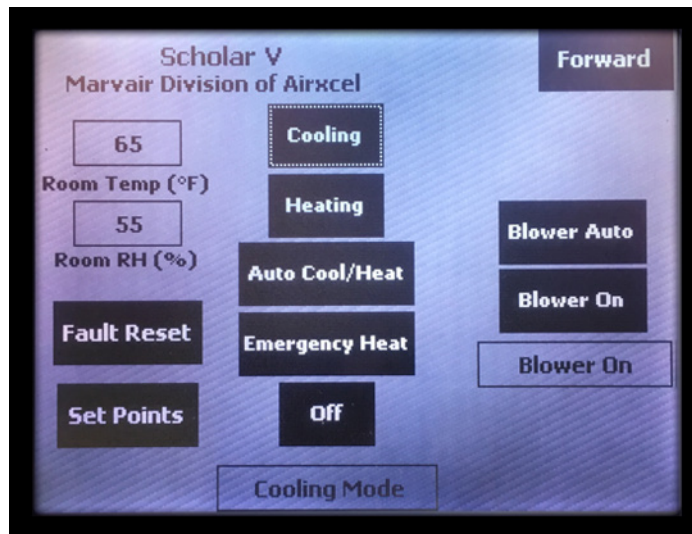 Scholar V
Marvair Division of Airxcel
Forward
65
Room Temp (°F)
55
Room RH (%)
Fault Reset
Set Points
Cooling
Heating
Auto Cool/Heat
Emergency Heat
Off
Cooling Mode
Blower Auto
Blower On
Blower On